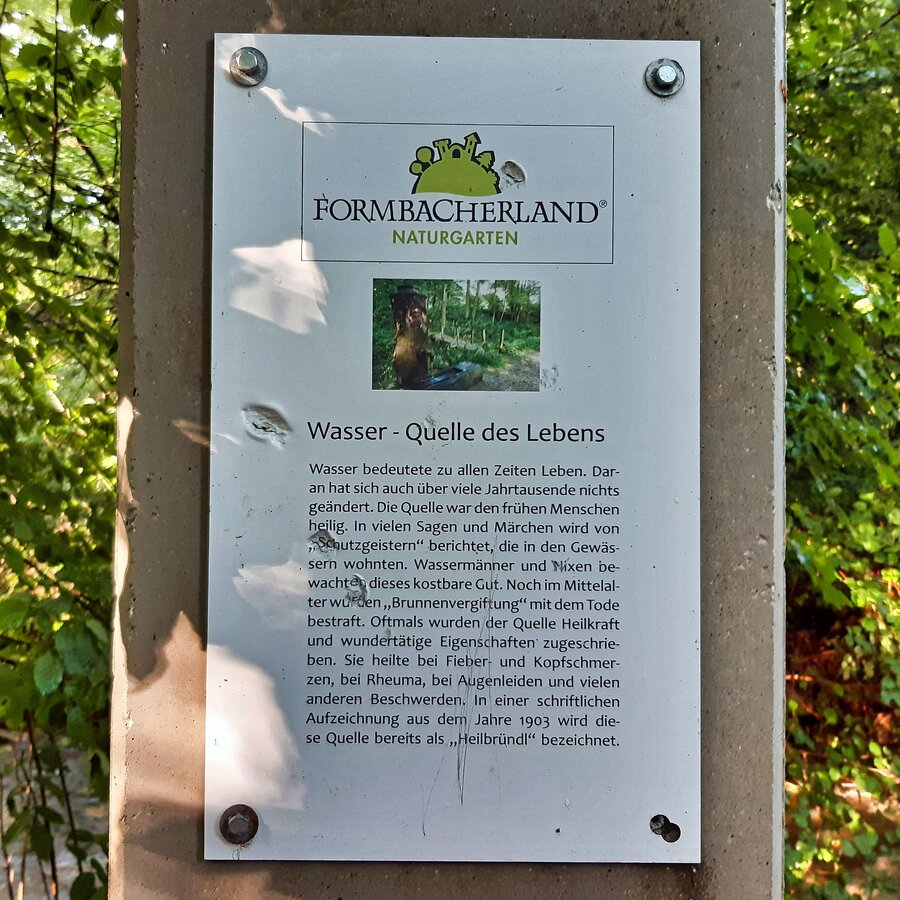 FORMBACHERLAND®
NATURGARTEN
Wasser - Quelle des Lebens
Wasser bedeutete zu allen Zeiten Leben. Dar-
an hat sich auch über viele Jahrtausende nichts
geändert. Die Quelle war den frühen Menschen
heilig. In vielen Sagen und Märchen wird von
„Schutzgeistern“ berichtet, die in den Gewäs-
sern wohnten. Wassermänner und Nixen be-
wachten dieses kostbare Gut. Noch im Mittelal-
ter wurden „Brunnenvergiftung“ mit dem Tode
bestraft. Oftmals wurden der Quelle Heilkraft
und wundertätige Eigenschaften zugeschrie-
ben. Sie heilte bei Fieber- und Kopfschmer-
zen, bei Rheuma, bei Augenleiden und vielen
anderen Beschwerden. In einer schriftlichen
Aufzeichnung aus dem Jahre 1903 wird die-
se Quelle bereits als „Heilbründl“ bezeichnet.